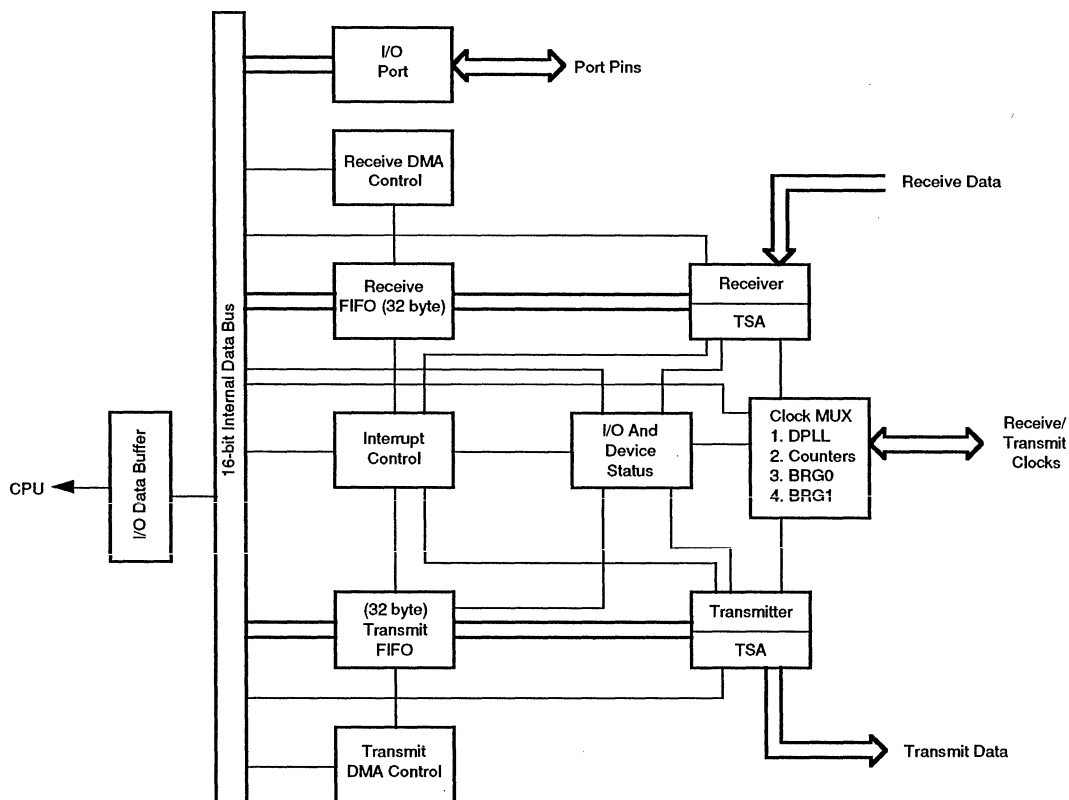 I/O
Port
Port Pins
Receive DMA
Control
Receive Data
Receive
FIFO (32 byte)
Receiver
TSA
16-bit Internal Data Bus
Interrupt
Control
I/O And
Device
Status
Clock MUX
1. DPLL
2. Counters
3. BRG0
4. BRG1
Receive/
Transmit
Clocks
CPU
I/O Data Buffer
(32 byte)
Transmit
FIFO
Transmitter
TSA
Transmit
DMA Control
Transmit Data